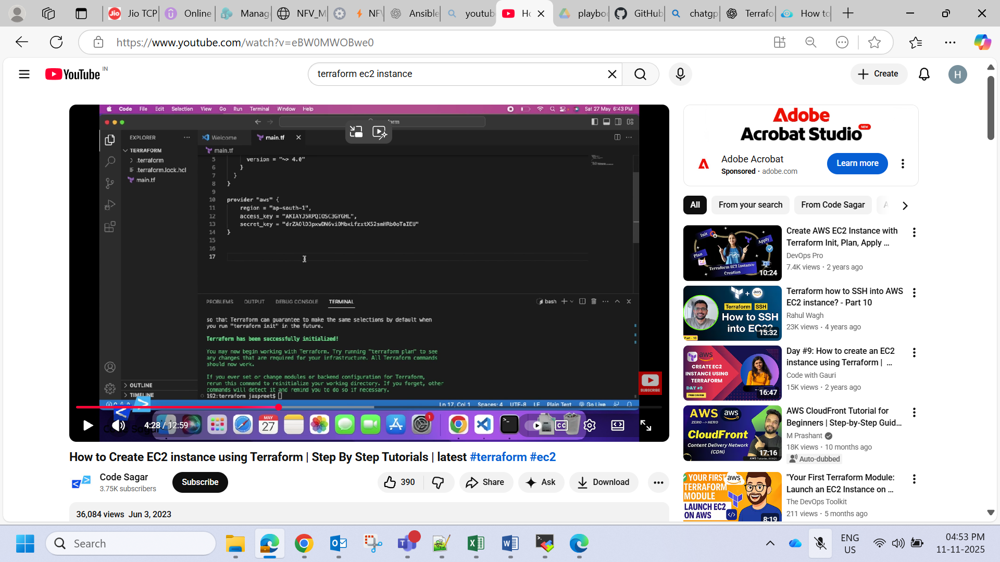 Jio TCP
Online
Manag
NFV_M
NFV
Ansible
youtub
Ho
playbo
GitHub
chatgp
Terrafo
How to
https://www.youtube.com/watch?v=eBW0MWOBwe0
YouTube IN
terraform ec2 instance
Create
H
Code File Edit Selection View Go Run Terminal Window Help
Sat 27 May 6:43 PM
EXPLORER
Welcome
main.tf
TERRAFORM
.terraform
.terraform.lock.hcl
main.tf
main.tf
5 version = "~> 4.0"
6 }
7 }
8 }
9
10 provider "aws" {
11 region = "ap-south-1",
12 access_key = "AKIAYJ5RPQIOSC3GYGHL",
13 secret_key = "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"
14 }
15
16
17
PROBLEMS OUTPUT DEBUG CONSOLE TERMINAL
bash
so that Terraform can guarantee to make the same selections by default when
you run "terraform init" in the future.
Terraform has been successfully initialized!
You may now begin working with Terraform. Try running "terraform plan" to see
any changes that are required for your infrastructure. All Terraform commands
should now work.
If you ever set or change modules or backend configuration for Terraform,
rerun this command to reinitialize your working directory. If you forget, other
commands will detect it and remind you to do so if necessary.
192:terraform jaspreet$
OUTLINE
TIMELINE
Ln 17, Col 1 Spaces: 4 UTF-8 LF Plain Text Go Live
SUBSCRIBE
4:28 / 12:59
MAY
27
1
CC
How to Create EC2 instance using Terraform | Step By Step Tutorials | latest #terraform #ec2
Code Sagar
3.75K subscribers
Subscribe
390
Share
Ask
Download
36,084 views Jun 3, 2023
Adobe
Acrobat Studio NEW
Adobe Acrobat
Sponsored · adobe.com
Learn more
All
From your search
From Code Sagar
Init
Apply
Plan
Terraform EC2 Instance
Creation
10:24
Create AWS EC2 Instance with
Terraform Init, Plan, Apply ...
DevOps Pro
7.4K views · 2 years ago
+ aws
Terraform SSH
How to SSH
into EC2?
Part - 10
15:32
Terraform how to SSH into AWS
EC2 instance? - Part 10
Rahul Wagh
23K views · 4 years ago
aws
CREATE EC2
INSTANCE USING
TERRAFORM
DAY #9
FREE COURSE
16:47
Day #9: How to create an EC2
instance using Terraform | ...
Code with Gauri
15K views · 2 years ago
AWS aws
ZERO --> HERO
CloudFront
Content Delivery Network
(CDN)
17:16
AWS CloudFront Tutorial for
Beginners | Step-by-Step Guid...
M Prashant
18K views · 10 months ago
Auto-dubbed
YOUR FIRST
TERRAFORM
MODULE
LAUNCH EC2
ON AWS
aws
8:19
"Your First Terraform Module:
Launch an EC2 Instance on ...
The DevOps Toolkit
211 views · 5 months ago
Search
ENG
US
04:53 PM
11-11-2025